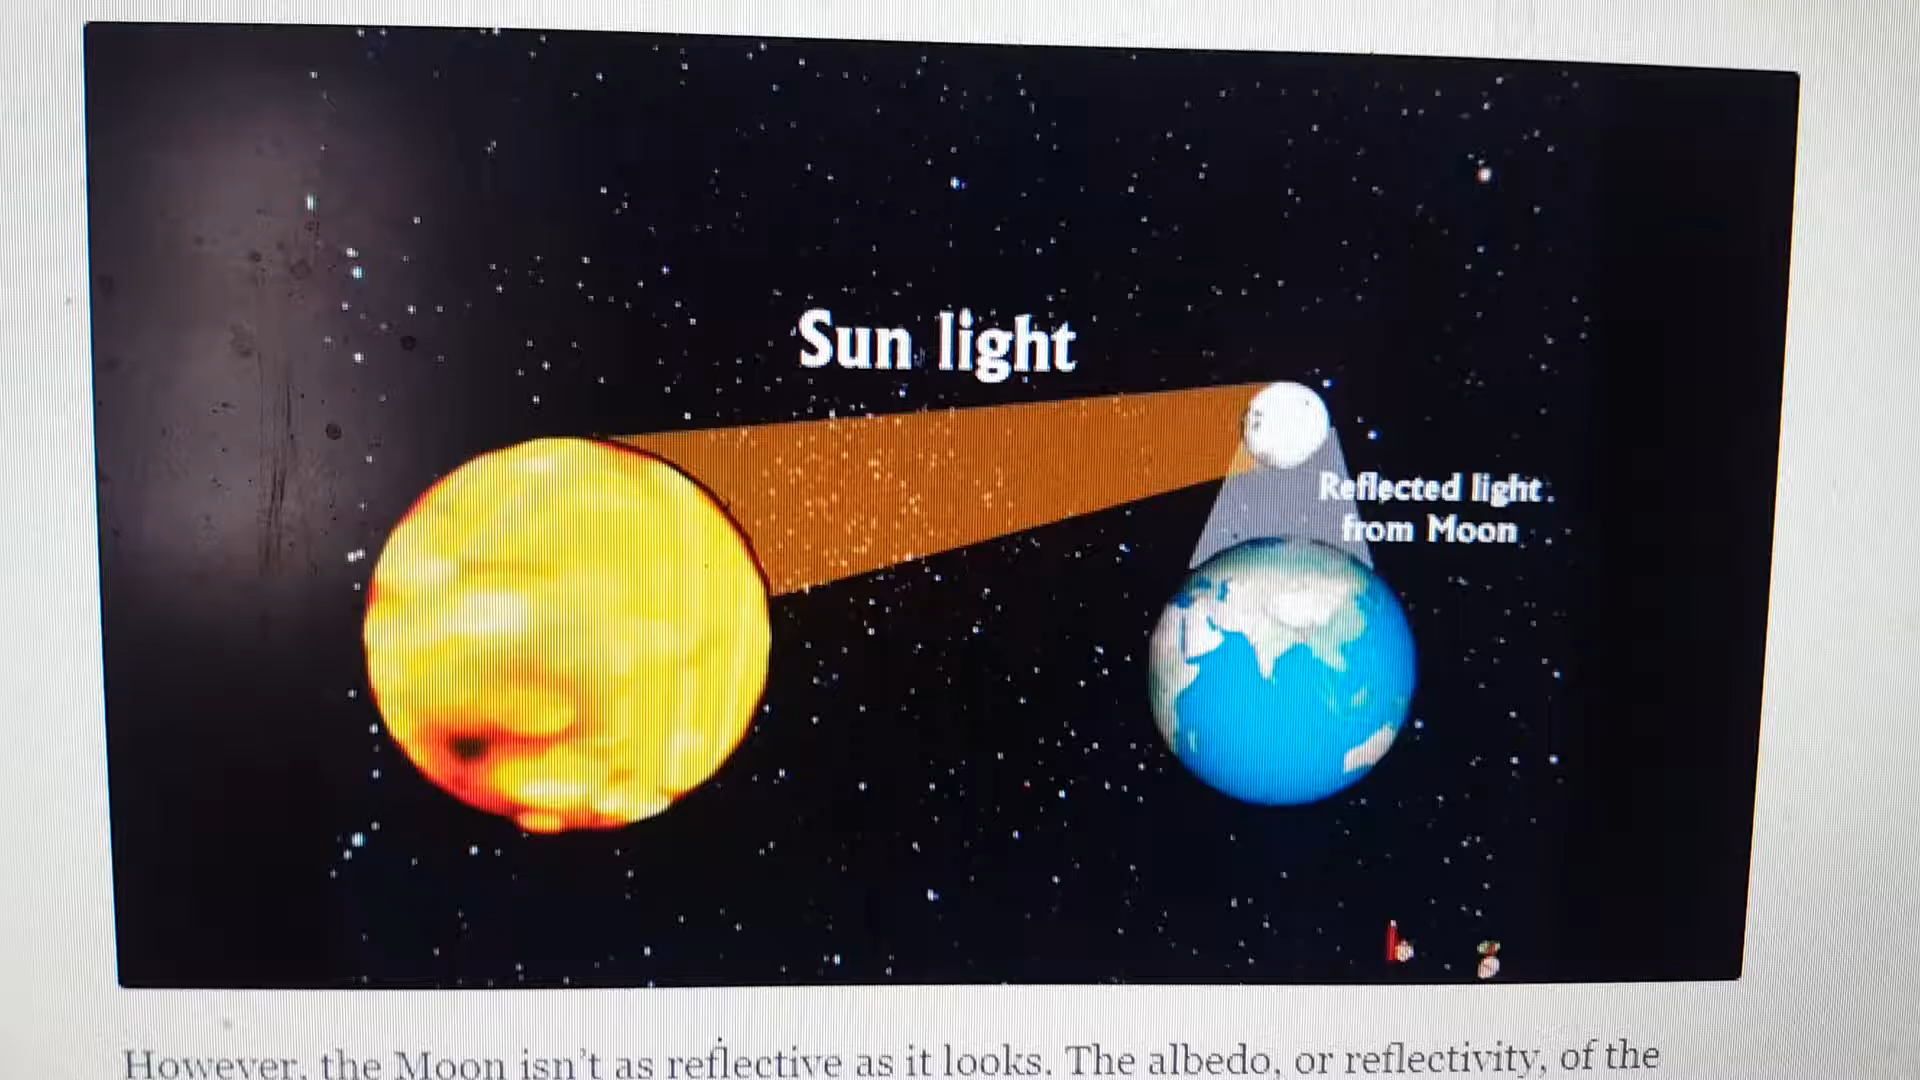 Sun light
Reflected light
from Moon
However, the Moon isn't as reflective as it looks. The albedo, or reflectivity, of the